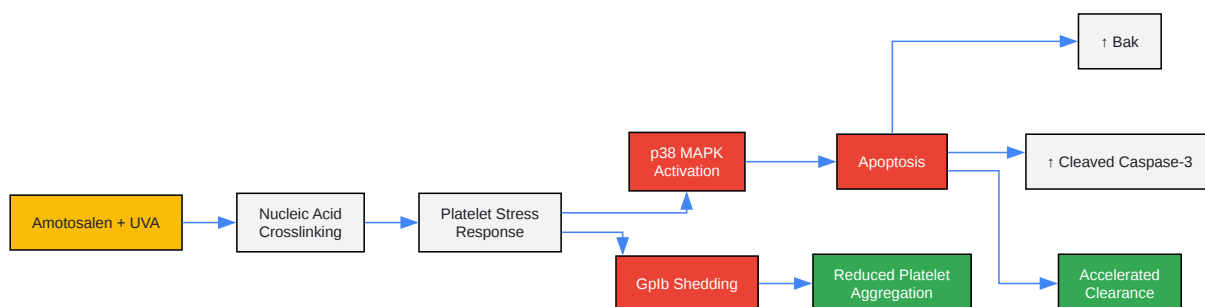 ↑ Bak
p38 MAPK
Activation
Apoptosis
↑ Cleaved Caspase-3
Amotosalen + UVA
Nucleic Acid
Crosslinking
Platelet Stress
Response
GpIb Shedding
Reduced Platelet
Aggregation
Accelerated
Clearance